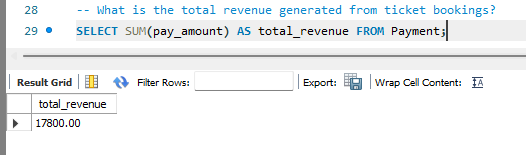 28 -- What is the total revenue generated from ticket bookings?
29 SELECT SUM(pay_amount) AS total_revenue FROM Payment;
Result Grid Filter Rows: Export: Wrap Cell Content: IA
total_revenue
17800.00